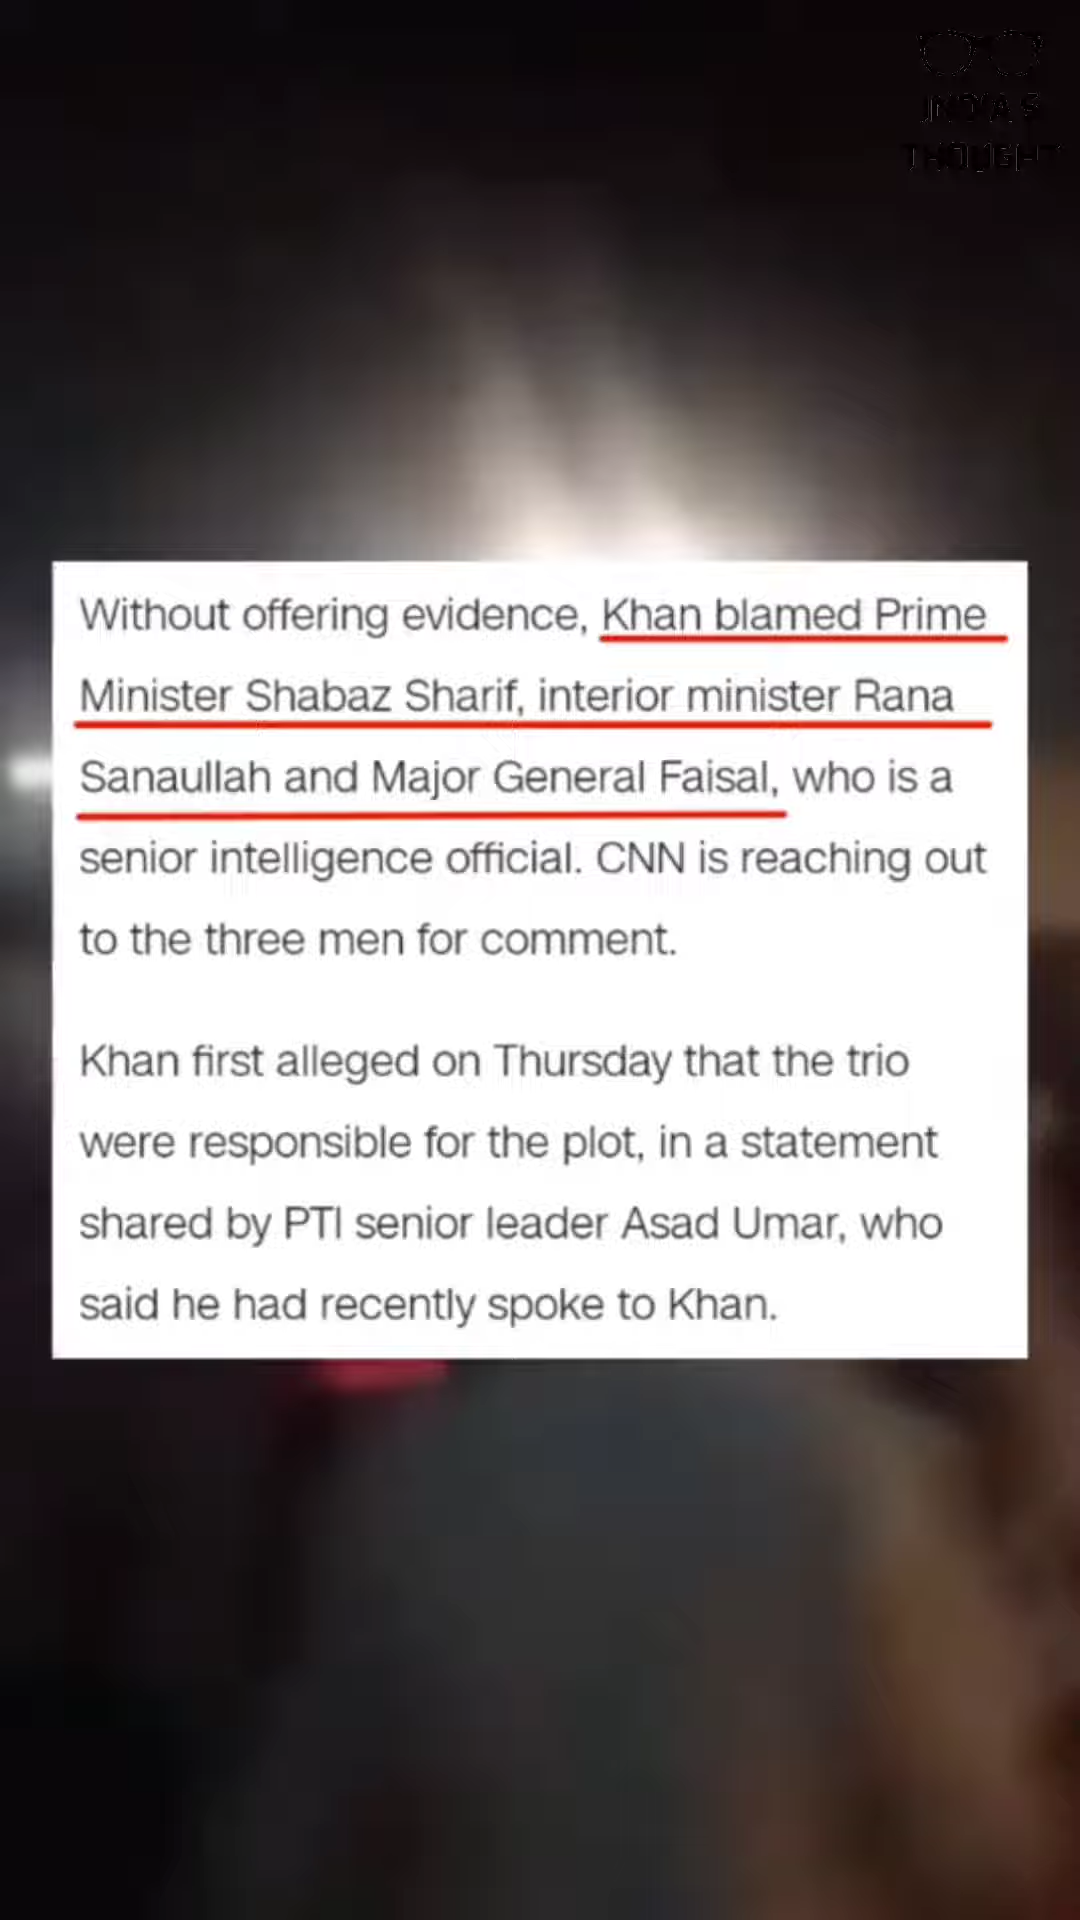 INDIA'S
THOUGHT
Without offering evidence, Khan blamed Prime
Minister Shabaz Sharif, interior minister Rana
Sanaullah and Major General Faisal, who is a
senior intelligence official. CNN is reaching out
to the three men for comment.
Khan first alleged on Thursday that the trio
were responsible for the plot, in a statement
shared by PTI senior leader Asad Umar, who
said he had recently spoke to Khan.